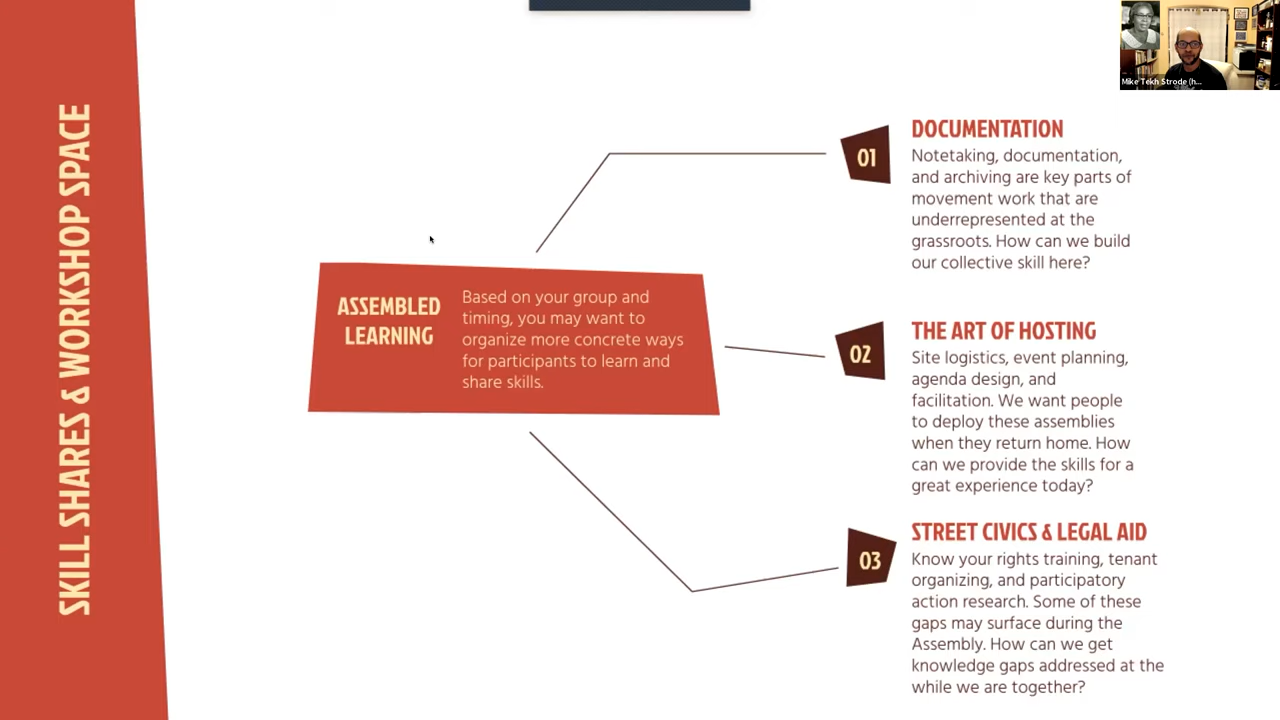 SKILL SHARES & WORKSHOP SPACE
ASSEMBLED
LEARNING
Based on your group and
timing, you may want to
organize more concrete ways
for participants to learn and
share skills.
01
DOCUMENTATION
Notetaking, documentation,
and archiving are key parts of
movement work that are
underrepresented at the
grassroots. How can we build
our collective skill here?
02
THE ART OF HOSTING
Site logistics, event planning,
agenda design, and
facilitation. We want people
to deploy these assemblies
when they return home. How
can we provide the skills for a
great experience today?
03
STREET CIVICS & LEGAL AID
Know your rights training, tenant
organizing, and participatory
action research. Some of these
gaps may surface during the
Assembly. How can we get
knowledge gaps addressed at the
while we are together?
Mike Tekh Strode (h...